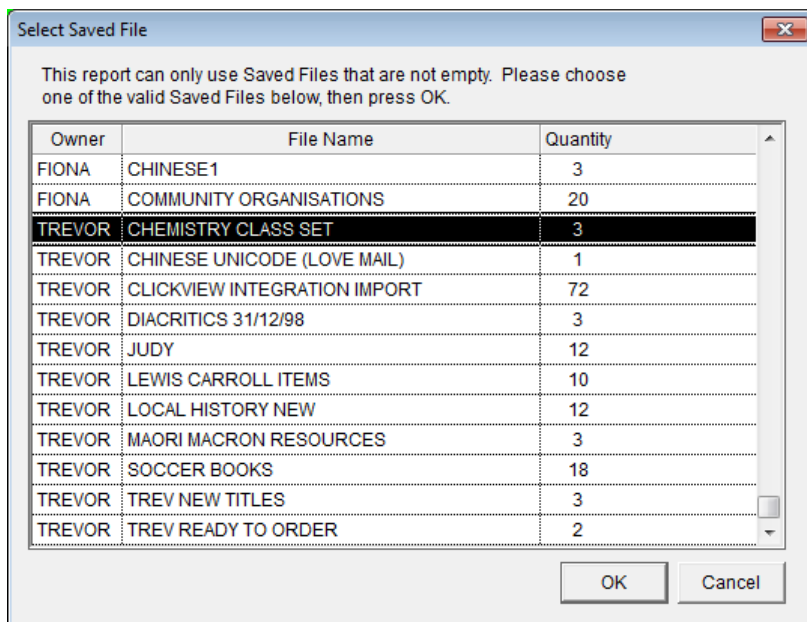 Select Saved File
This report can only use Saved Files that are not empty.  Please choose
one of the valid Saved Files below, then press OK.
Owner File Name Quantity
FIONA CHINESE1 3
FIONA COMMUNITY ORGANISATIONS 20
TREVOR CHEMISTRY CLASS SET 3
TREVOR CHINESE UNICODE (LOVE MAIL) 1
TREVOR CLICKVIEW INTEGRATION IMPORT 72
TREVOR DIACRITICS 31/12/98 3
TREVOR JUDY 12
TREVOR LEWIS CARROLL ITEMS 10
TREVOR LOCAL HISTORY NEW 12
TREVOR MAORI MACRON RESOURCES 3
TREVOR SOCCER BOOKS 18
TREVOR TREV NEW TITLES 3
TREVOR TREV READY TO ORDER 2
OK Cancel